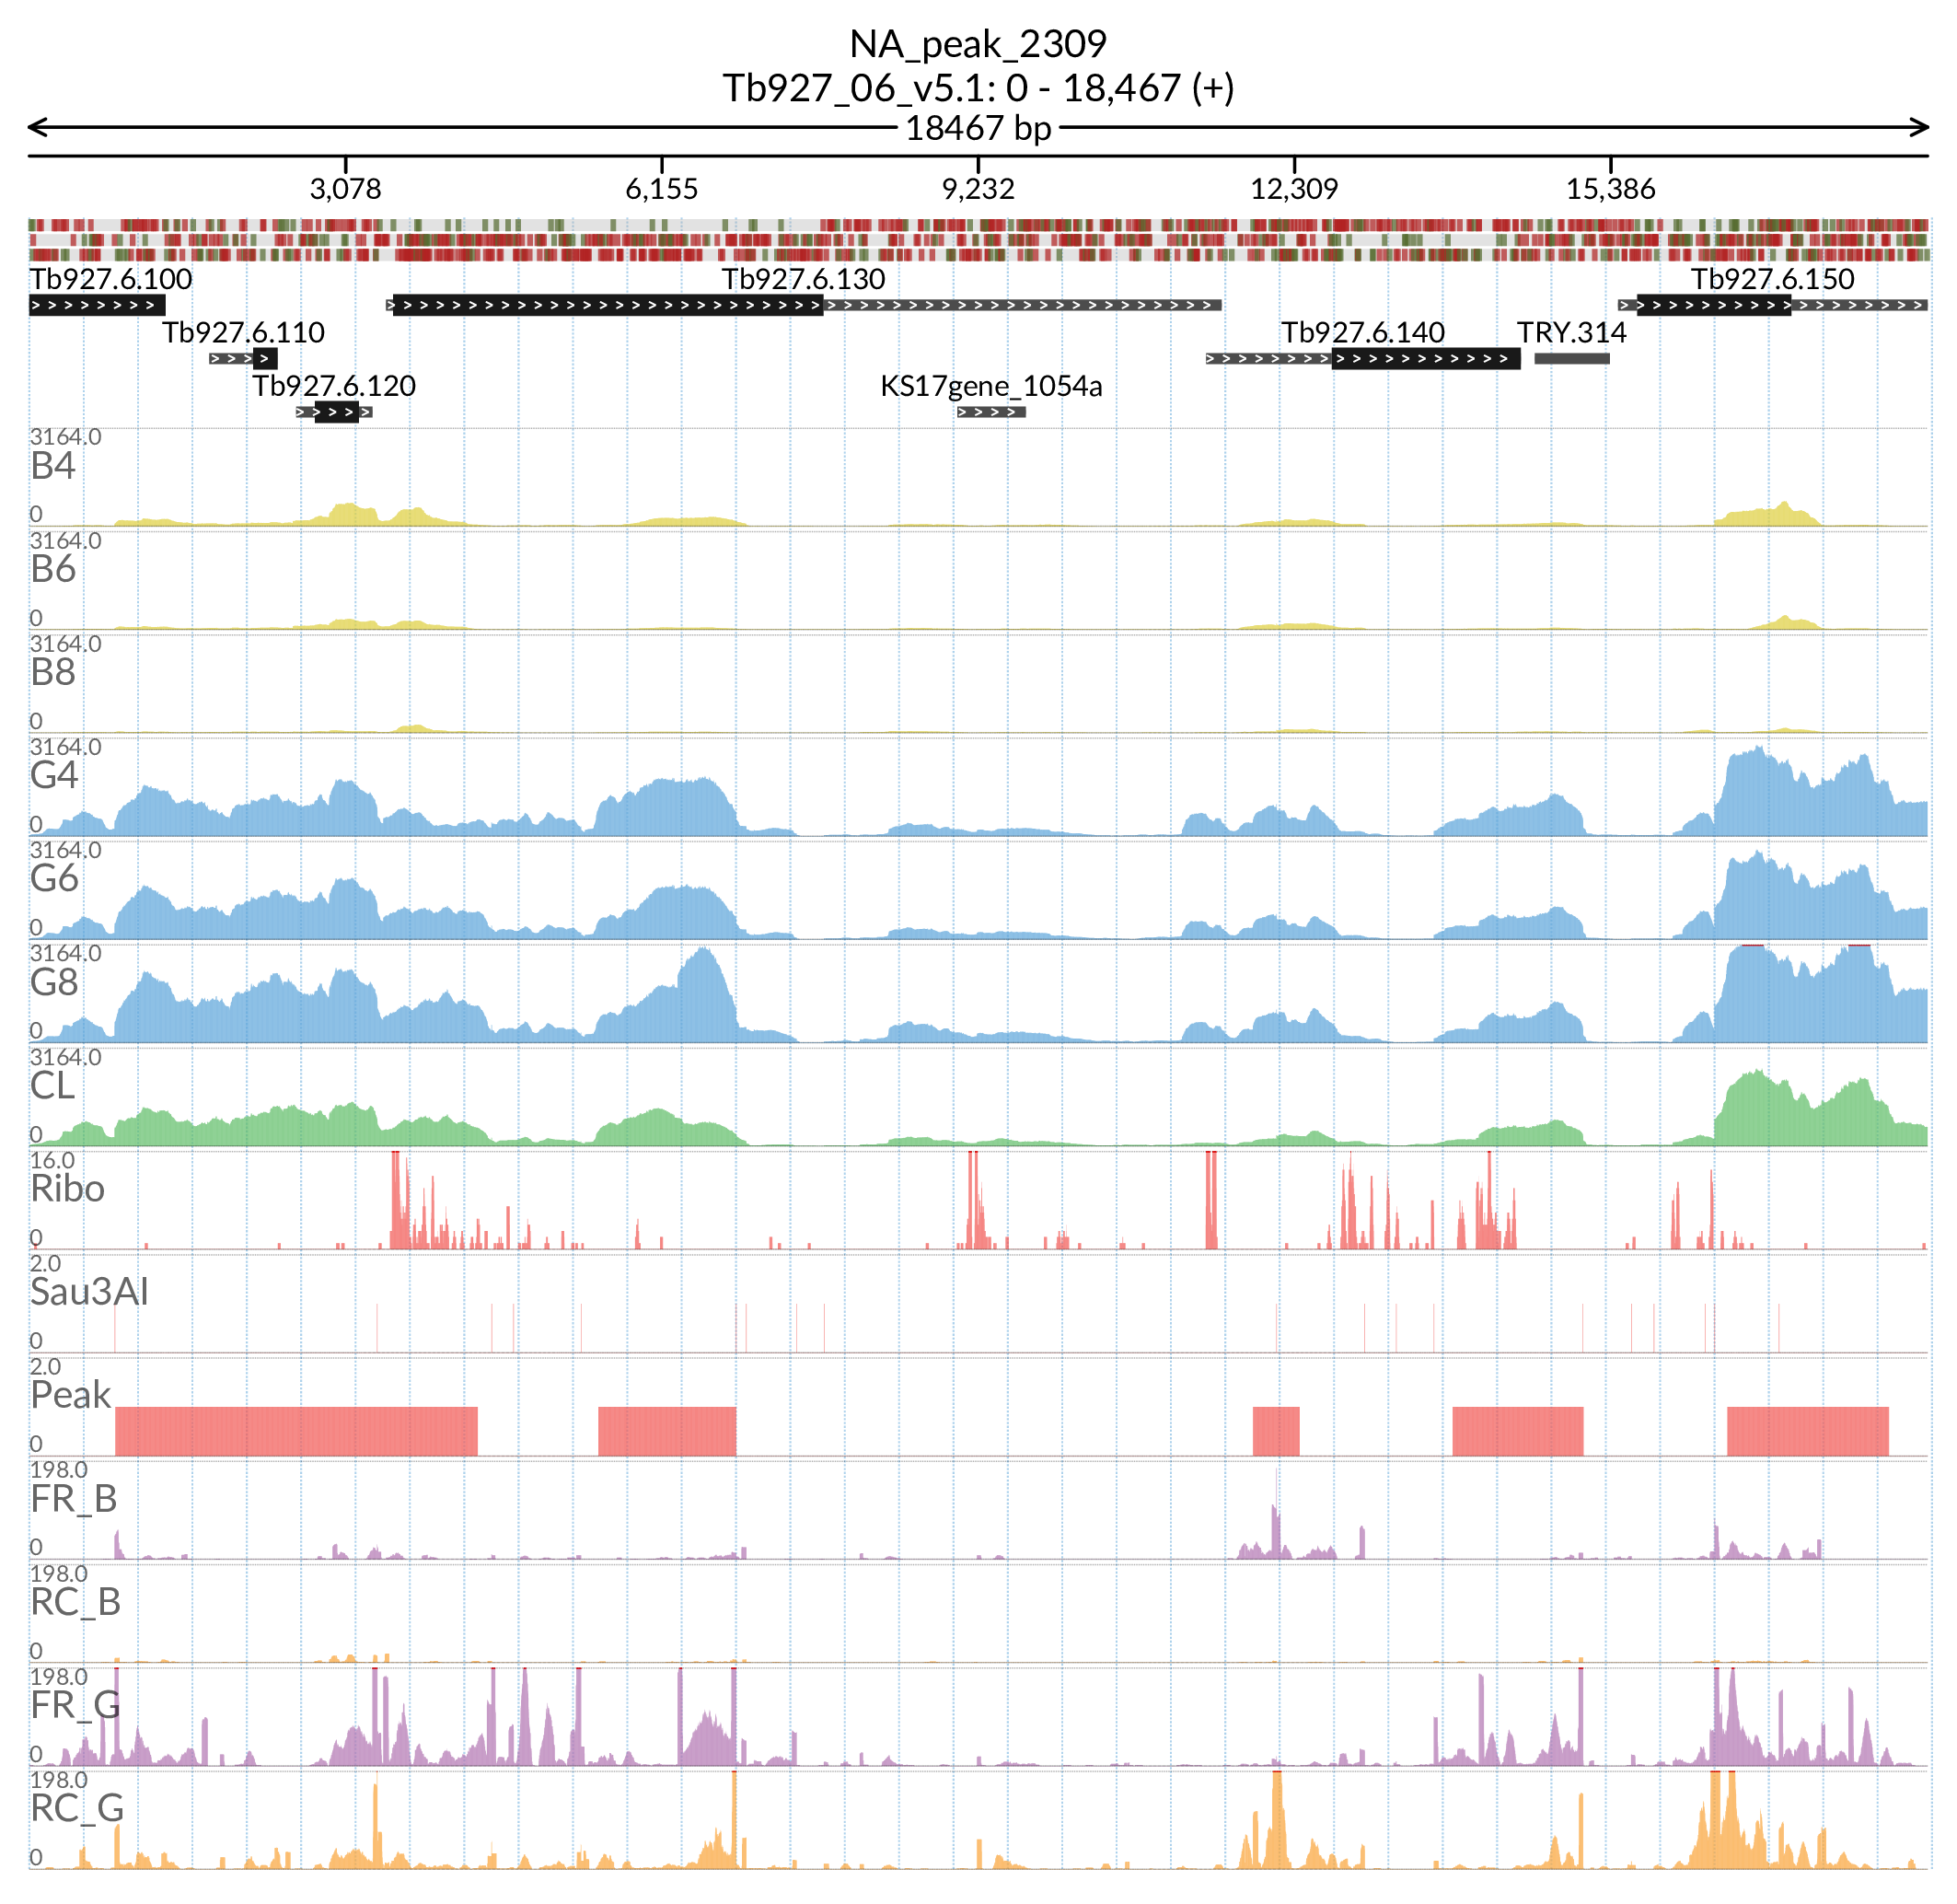 NA_peak_2309
Tb927_06_v5.1: 0 - 18,467 (+)
18467 bp
3,078 6,155 9,232 12,309 15,386
Tb927.6.100 Tb927.6.130 Tb927.6.150
Tb927.6.110 Tb927.6.140 TRY.314
Tb927.6.120 KS17gene_1054a
3164.0
B4
0
3164.0
B6
0
3164.0
B8
0
3164.0
G4
0
3164.0
G6
0
3164.0
G8
0
3164.0
CL
0
16.0
Ribo
0
2.0
Sau3AI
0
2.0
Peak
0
198.0
FR_B
0
198.0
RC_B
0
198.0
FR_G
0
198.0
RC_G
0